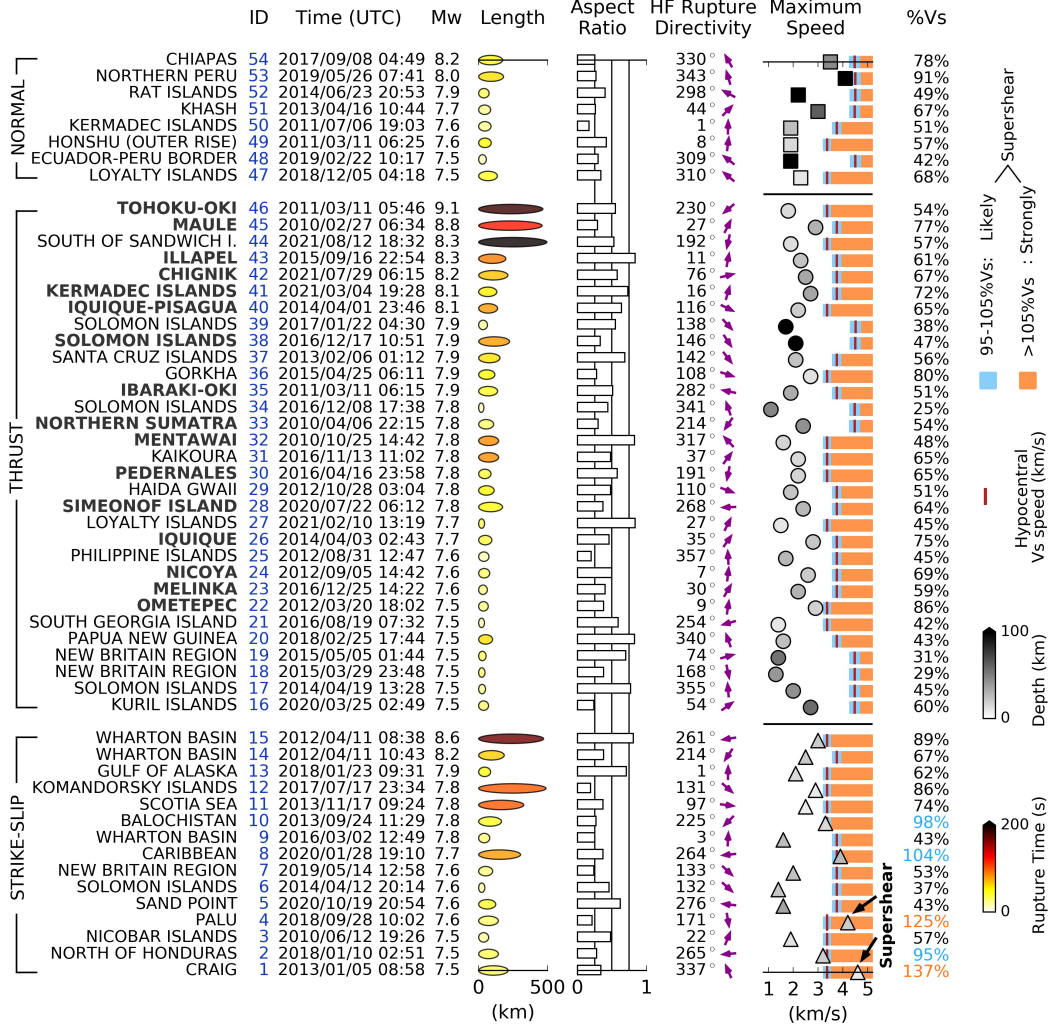 ID Time (UTC) Mw Length Aspect Ratio HF Rupture Directivity Maximum Speed %Vs
NORMAL
CHIAPAS 54 2017/09/08 04:49 8.2 330° 78%
NORTHERN PERU 53 2019/05/26 07:41 8.0 343° 91%
RAT ISLANDS 52 2014/06/23 20:53 7.9 298° 49%
KHASH 51 2013/04/16 10:44 7.7 44° 67%
KERMADEC ISLANDS 50 2011/07/06 19:03 7.6 1° 51%
HONSHU (OUTER RISE) 49 2011/03/11 06:25 7.6 8° 57%
ECUADOR-PERU BORDER 48 2019/02/22 10:17 7.5 309° 42%
LOYALTY ISLANDS 47 2018/12/05 04:18 7.5 310° 68%
THRUST
TOHOKU-OKI 46 2011/03/11 05:46 9.1 230° 54%
MAULE 45 2010/02/27 06:34 8.8 27° 77%
SOUTH OF SANDWICH I. 44 2021/08/12 18:32 8.3 192° 57%
ILLAPEL 43 2015/09/16 22:54 8.3 11° 61%
CHIGNIK 42 2021/07/29 06:15 8.2 76° 67%
KERMADEC ISLANDS 41 2021/03/04 19:28 8.1 16° 72%
IQUIQUE-PISAGUA 40 2014/04/01 23:46 8.1 116° 65%
SOLOMON ISLANDS 39 2017/01/22 04:30 7.9 138° 38%
SOLOMON ISLANDS 38 2016/12/17 10:51 7.9 146° 47%
SANTA CRUZ ISLANDS 37 2013/02/06 01:12 7.9 142° 56%
GORKHA 36 2015/04/25 06:11 7.9 108° 80%
IBARAKI-OKI 35 2011/03/11 06:15 7.9 282° 51%
SOLOMON ISLANDS 34 2016/12/08 17:38 7.8 341° 25%
NORTHERN SUMATRA 33 2010/04/06 22:15 7.8 214° 54%
MENTAWAI 32 2010/10/25 14:42 7.8 317° 48%
KAIKOURA 31 2016/11/13 11:02 7.8 37° 65%
PEDERNALES 30 2016/04/16 23:58 7.8 191° 65%
HAIDA GWAII 29 2012/10/28 03:04 7.8 110° 51%
SIMEONOF ISLAND 28 2020/07/22 06:12 7.8 268° 64%
LOYALTY ISLANDS 27 2021/02/10 13:19 7.7 27° 45%
IQUIQUE 26 2014/04/03 02:43 7.7 35° 75%
PHILIPPINE ISLANDS 25 2012/08/31 12:47 7.6 357° 45%
NICOYA 24 2012/09/05 14:42 7.6 7° 69%
MELINKA 23 2016/12/25 14:22 7.6 30° 59%
OMETEPEC 22 2012/03/20 18:02 7.5 9° 86%
SOUTH GEORGIA ISLAND 21 2016/08/19 07:32 7.5 254° 42%
PAPUA NEW GUINEA 20 2018/02/25 17:44 7.5 340° 43%
NEW BRITAIN REGION 19 2015/05/05 01:44 7.5 74° 31%
NEW BRITAIN REGION 18 2015/03/29 23:48 7.5 168° 29%
SOLOMON ISLANDS 17 2014/04/19 13:28 7.5 355° 45%
KURIL ISLANDS 16 2020/03/25 02:49 7.5 54° 60%
STRIKE-SLIP
WHARTON BASIN 15 2012/04/11 08:38 8.6 261° 89%
WHARTON BASIN 14 2012/04/11 10:43 8.2 214° 67%
GULF OF ALASKA 13 2018/01/23 09:31 7.9 1° 62%
KOMANDORSKY ISLANDS 12 2017/07/17 23:34 7.8 131° 86%
SCOTIA SEA 11 2013/11/17 09:24 7.8 97° 74%
BALOCHISTAN 10 2013/09/24 11:29 7.8 225° 98%
WHARTON BASIN 9 2016/03/02 12:49 7.8 3° 43%
CARIBBEAN 8 2020/01/28 19:10 7.7 264° 104%
NEW BRITAIN REGION 7 2019/05/14 12:58 7.6 133° 53%
SOLOMON ISLANDS 6 2014/04/12 20:14 7.6 132° 37%
SAND POINT 5 2020/10/19 20:54 7.6 276° 43%
PALU 4 2018/09/28 10:02 7.6 171° 125%
NICOBAR ISLANDS 3 2010/06/12 19:26 7.5 22° 57%
NORTH OF HONDURAS 2 2018/01/10 02:51 7.5 265° 95%
CRAIG 1 2013/01/05 08:58 7.5 337° 137%
Supershear
0 500 0 1 1 2 3 4 5
(km) (km/s)
Supershear
95-105%Vs: Likely
>105%Vs : Strongly
Hypocentral
Vs speed (km/s)
100
0
Depth (km)
200
0
Rupture Time (s)